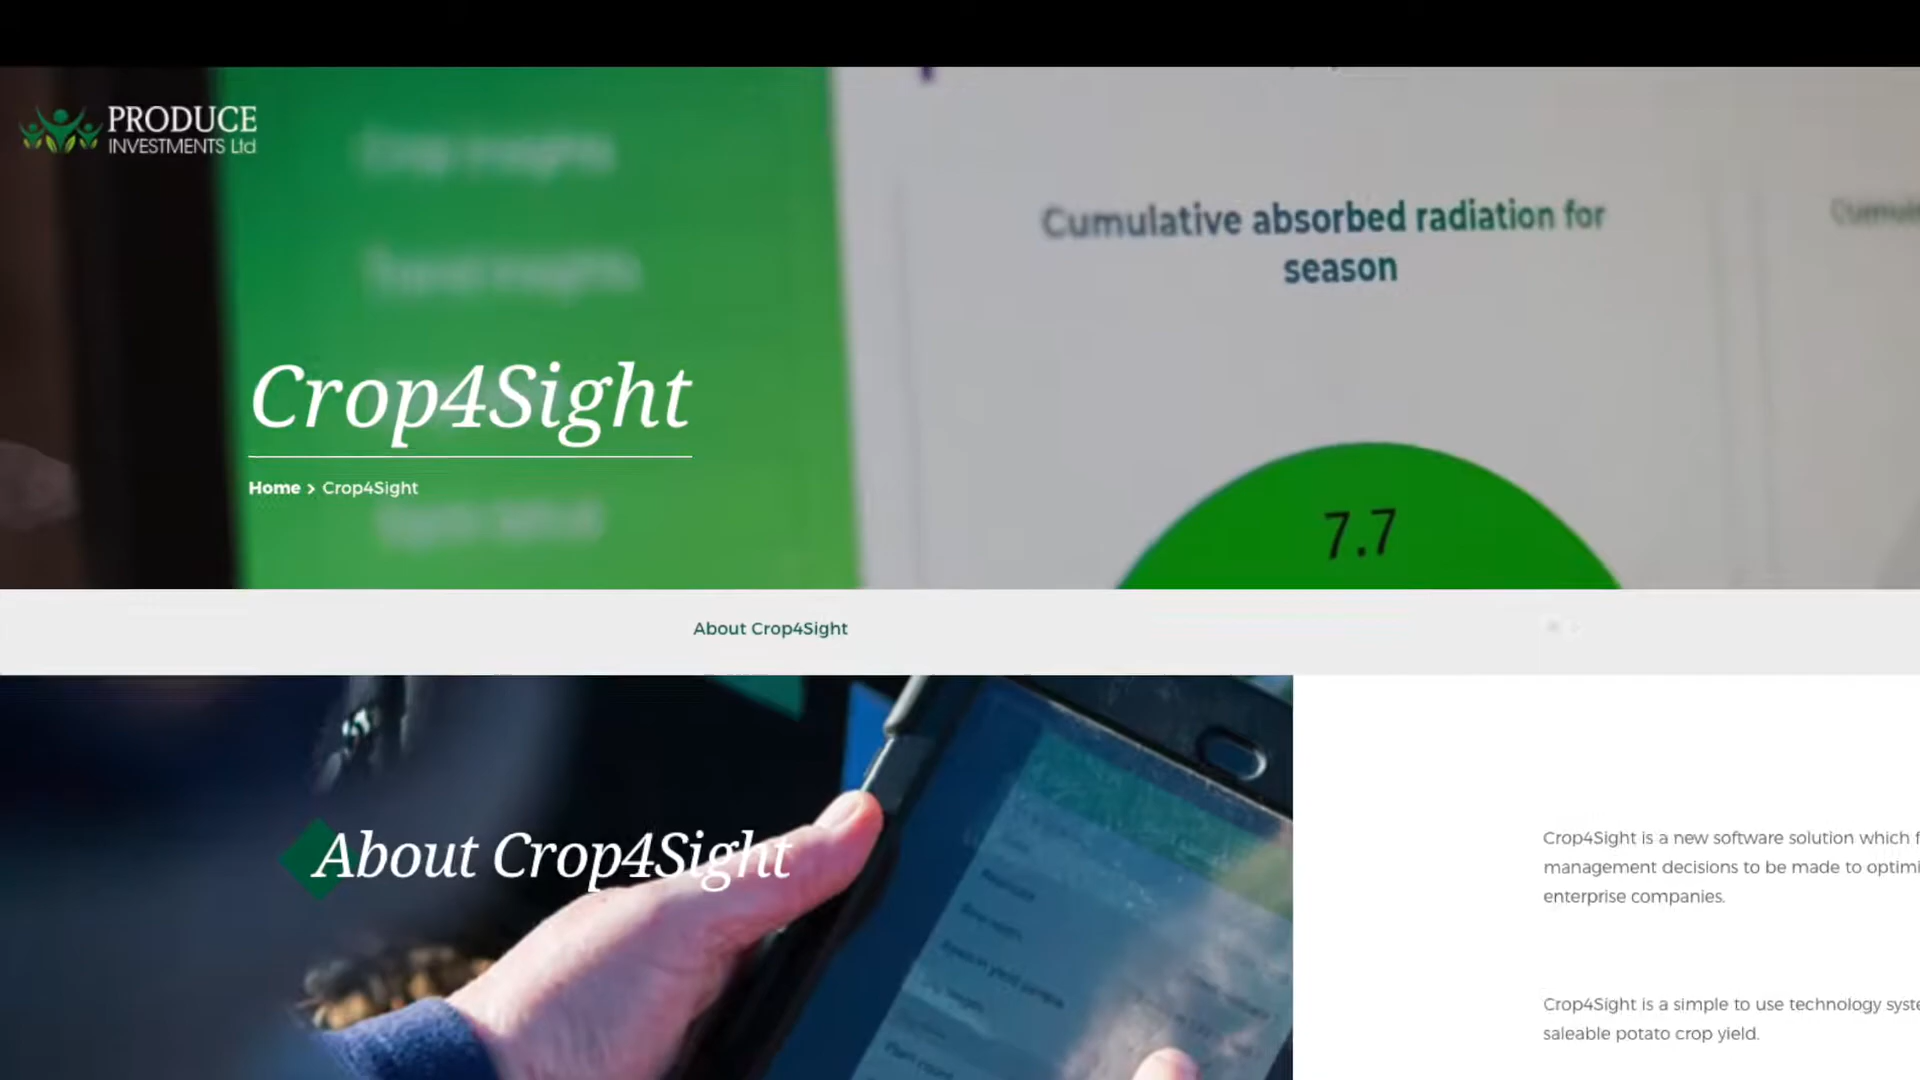 PRODUCE
INVESTMENTS Ltd
Cumulative absorbed radiation for
season
Crop4Sight
Home > Crop4Sight
7.7
About Crop4Sight
About Crop4Sight
Crop4Sight is a new software solution which
management decisions to be made to
enterprise companies.
Crop4Sight is a simple to use technology
saleable potato crop yield.